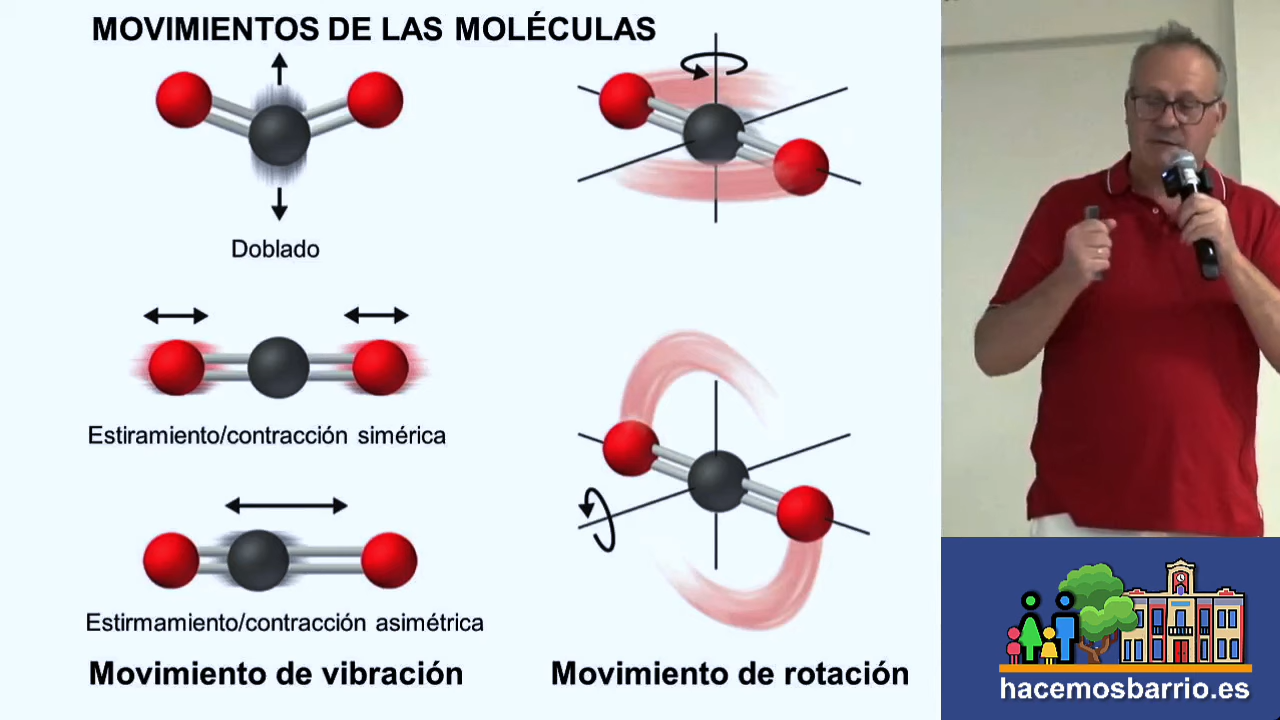 MOVIMIENTOS DE LAS MOLÉCULAS
Doblado
Estiramiento/contracción simérica
Estirmamiento/contracción asimétrica
Movimiento de vibración
Movimiento de rotación
hacemosbarrio.es